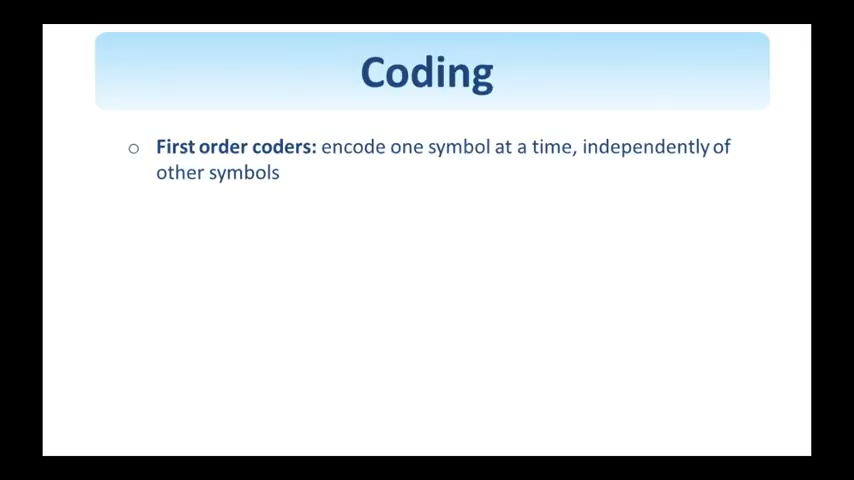 Coding
o First order coders: encode one symbol at a time, independently of
other symbols